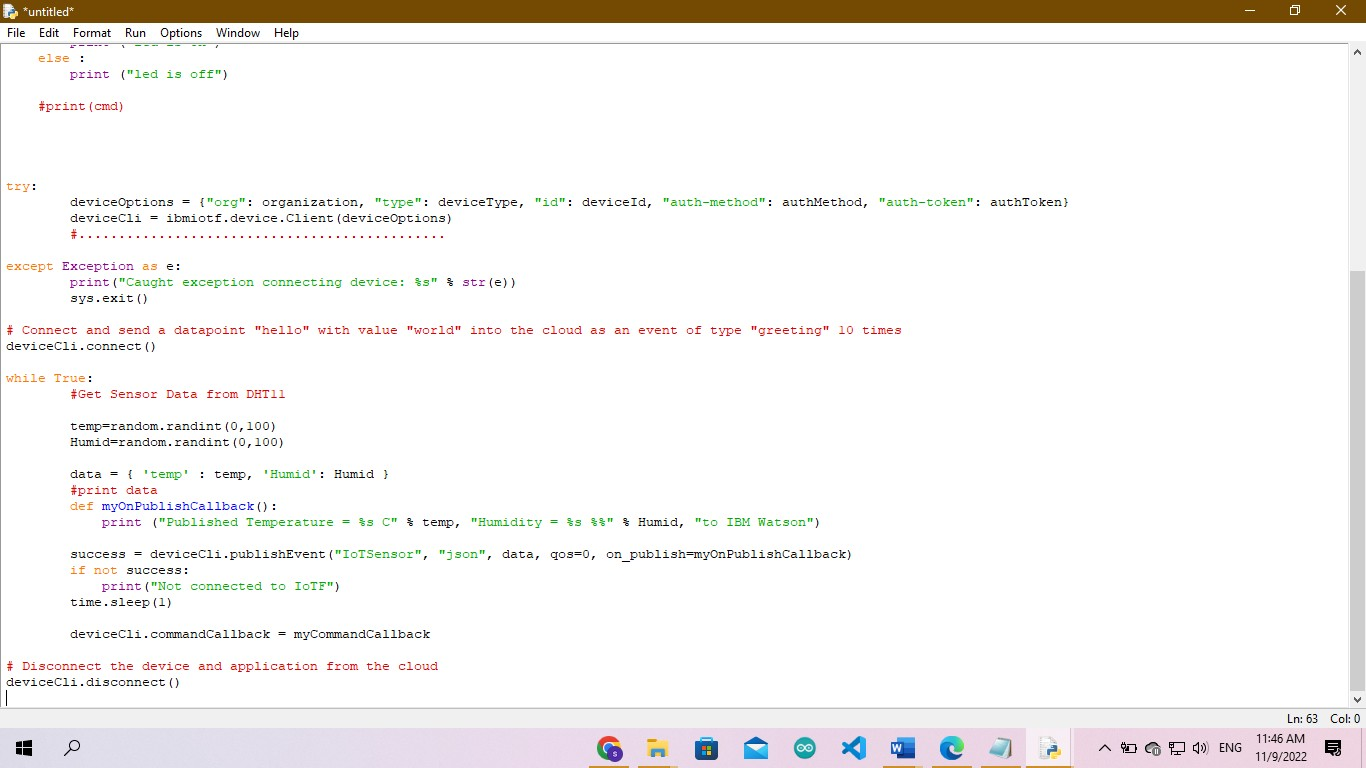 *untitled*
File Edit Format Run Options Window Help
else :
print ("led is off")
#print(cmd)
try:
deviceOptions = {"org": organization, "type": deviceType, "id": deviceId, "auth-method": authMethod, "auth-token": authToken}
deviceCli = ibmiotf.device.Client(deviceOptions)
#..............................................
except Exception as e:
print("Caught exception connecting device: %s" % str(e))
sys.exit()
# Connect and send a datapoint "hello" with value "world" into the cloud as an event of type "greeting" 10 times
deviceCli.connect()
while True:
#Get Sensor Data from DHT11
temp=random.randint(0,100)
Humid=random.randint(0,100)
data = { 'temp' : temp, 'Humid': Humid }
#print data
def myOnPublishCallback():
print ("Published Temperature = %s C" % temp, "Humidity = %s %%" % Humid, "to IBM Watson")
success = deviceCli.publishEvent("IoTSensor", "json", data, qos=0, on_publish=myOnPublishCallback)
if not success:
print("Not connected to IoTF")
time.sleep(1)
deviceCli.commandCallback = myCommandCallback
# Disconnect the device and application from the cloud
deviceCli.disconnect()
Ln: 63 Col: 0
ENG
11:46 AM
11/9/2022